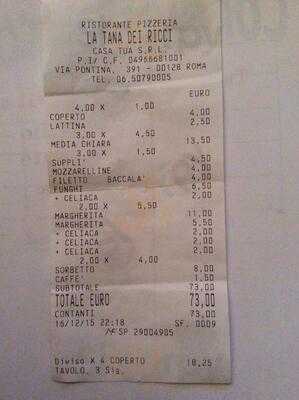 RISTORANTE PIZZERIA
LA TANA DEI RICCI
CASA TUA S.R.L.
P.I/ C.F. 04966681001
VIA PONTINA, 391 - 00128 ROMA
TEL. 06.50790005
EURO
4,00 X 1,00
COPERTO 4,00
LATTINA 2,50
3,00 X 4,50
MEDIA CHIARA 13,50
3,00 X 1,50
SUPPLI' 4,50
MOZZARELLINE 4,00
FILETTO BACCALA' 4,00
FUNGHI 6,50
+ CELIACA 2,00
2,00 X 5,50
MARGHERITA 11,00
MARGHERITA 5,50
+ CELIACA 2,00
+ CELIACA 2,00
+ CELIACA 2,00
2,00 X 4,00
SORBETTO 8,00
CAFFE' 1,50
SUBTOTALE 73,00
TOTALE EURO 73,00
CONTANTI 73,00
16/12/15 22:18 SF. 0009
SP 29004905
Diviso X 4 COPERTO 18,25
TAVOLO, 3 Sig.